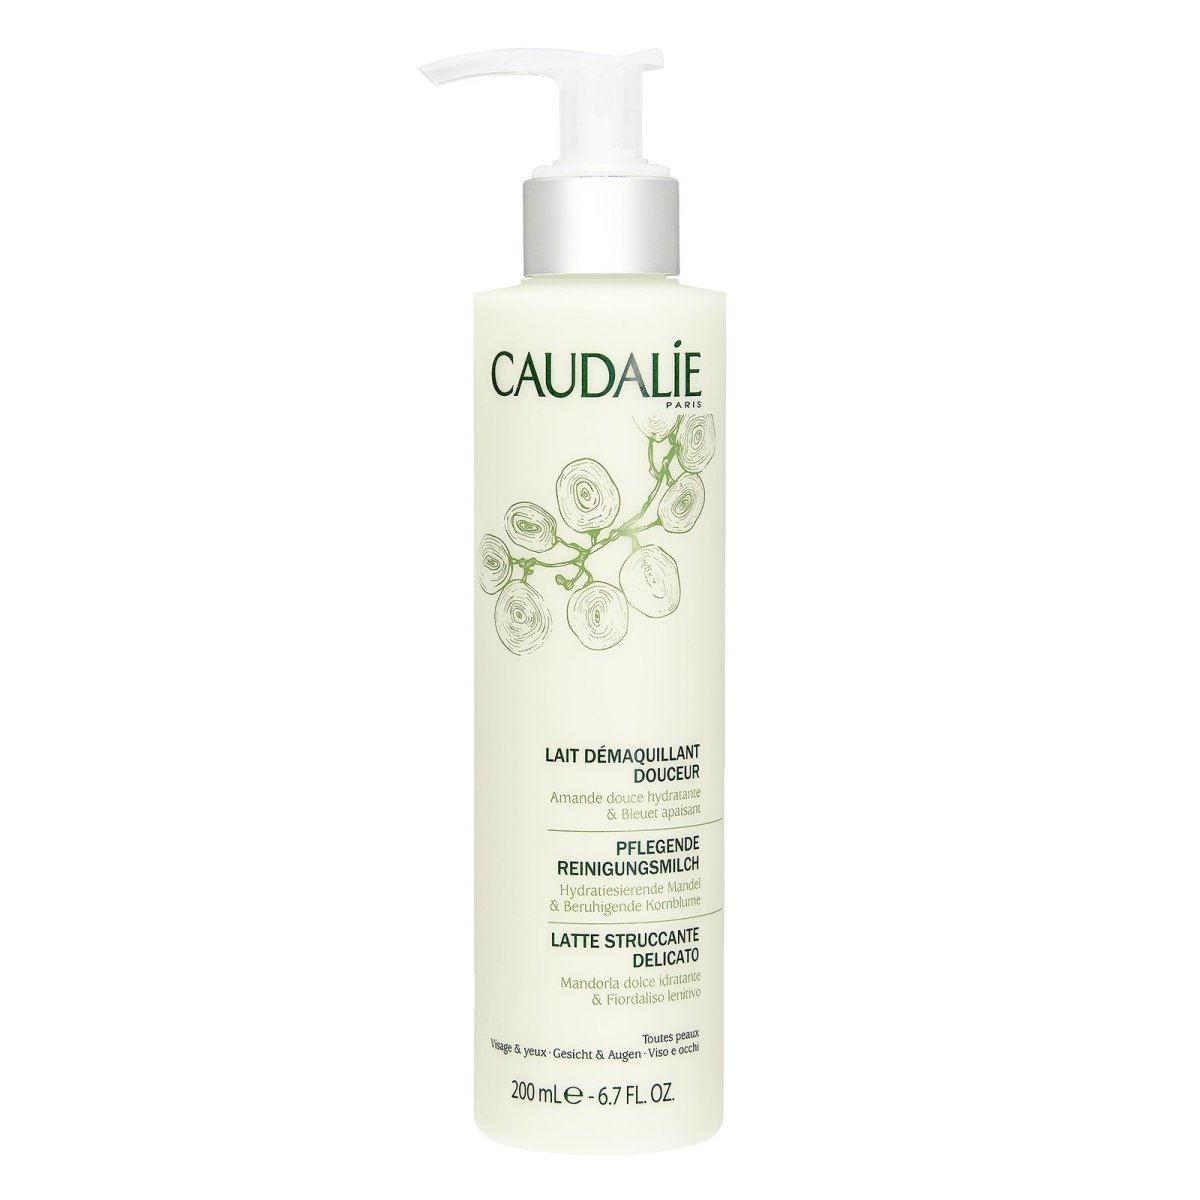 CAUDALÍE
PARIS
LAIT DÉMAQUILLANT
DOUCEUR
Amande douce hydratante
& Bleuet apaisant
PFLEGENDE
REINIGUNGSMILCH
Hydratiesierende Mandel
& Beruhigende Kornblume
LATTE STRUCCANTE
DELICATO
Mandorla dolce idratante
& Fiordaliso lenitivo
Toutes peaux
Visage & yeux · Gesicht & Augen · Viso e occhi
200 mL℮ - 6.7 FL. OZ.